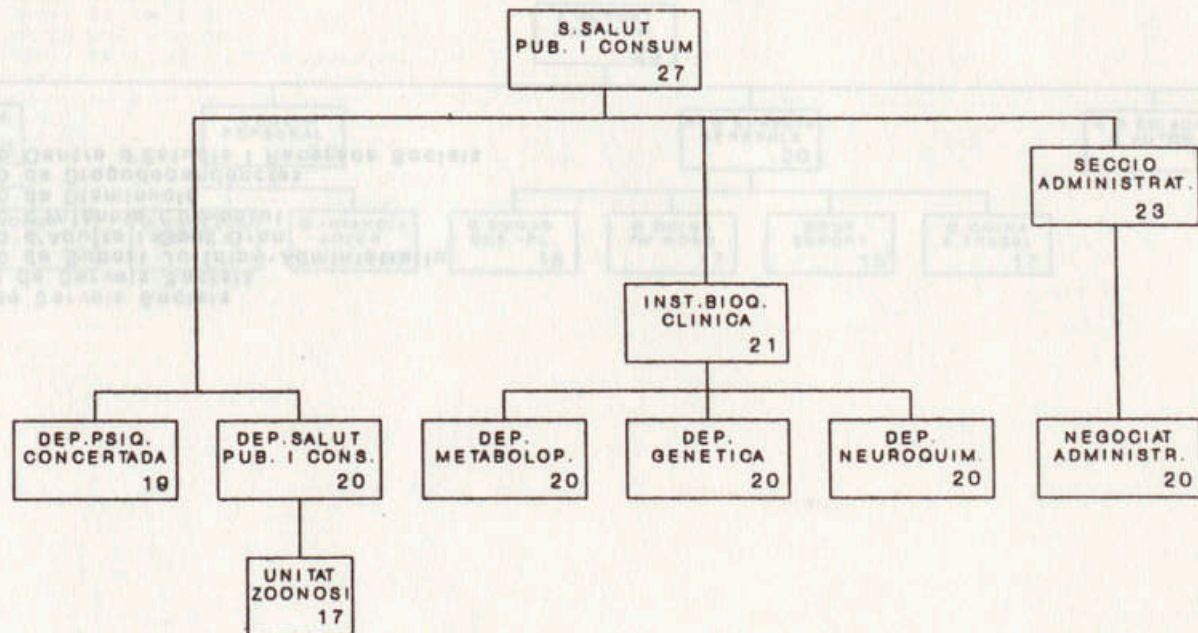 S.SALUT
PUB. I CONSUM
27
SECCIO
ADMINISTRAT.
23
INST.BIOQ.
CLINICA
21
DEP.PSIQ.
CONCERTADA
19
DEP.SALUT
PUB. I CONS.
20
DEP.
METABOLOP.
20
DEP.
GENETICA
20
DEP.
NEUROQUIM.
20
NEGOCIAT
ADMINISTR.
20
UNITAT
ZOONOSI
17